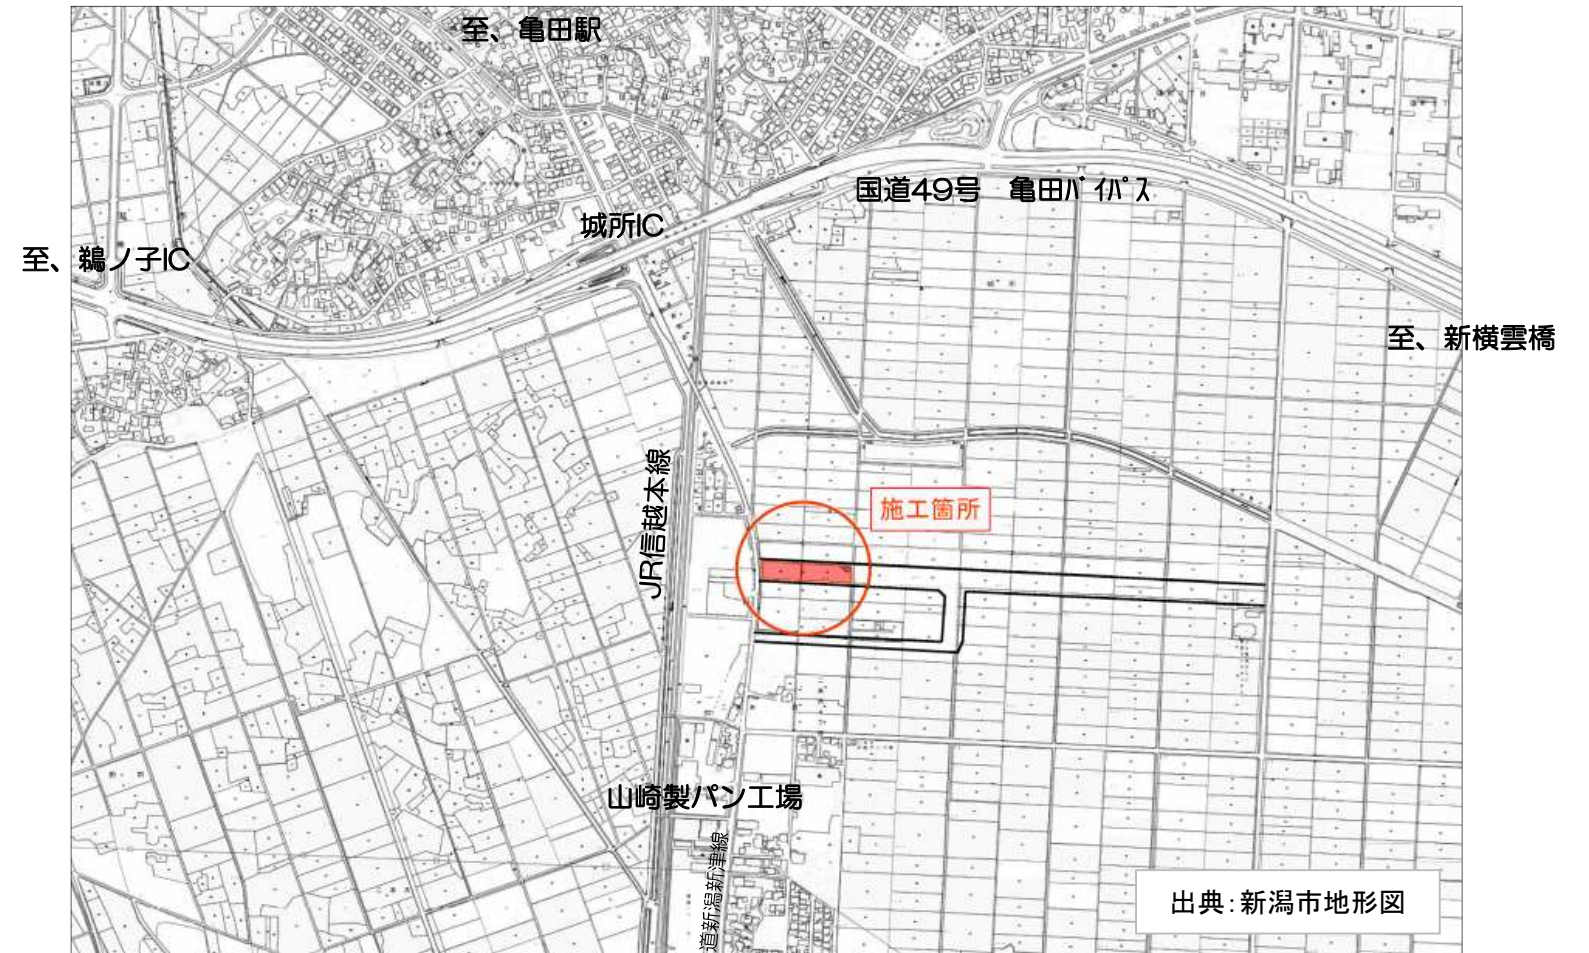 至、亀田駅
国道49号　亀田バイパス
城所IC
至、鵜ノ子IC
至、新横雲橋
JR信越本線
施工箇所
山崎製パン工場
道新潟新津線
出典：新潟市地形図